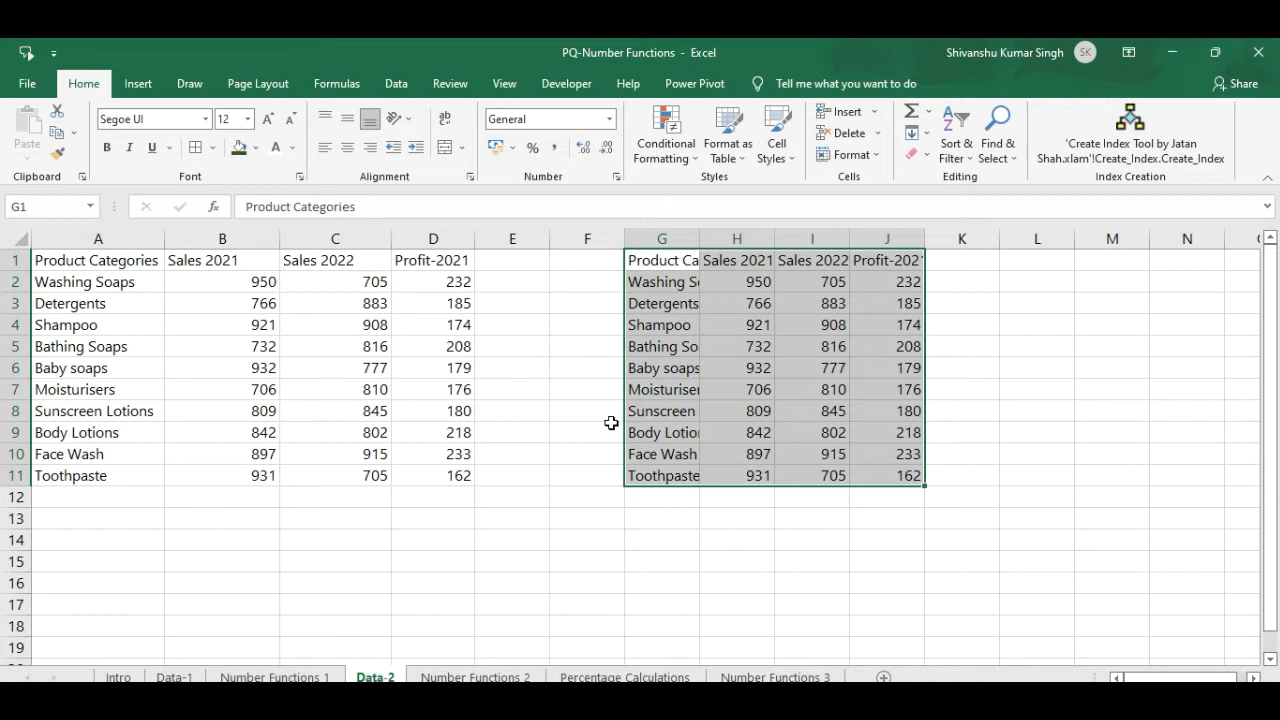 PQ-Number Functions - Excel
Shivanshu Kumar Singh SK
File Home Insert Draw Page Layout Formulas Data Review View Developer Help Power Pivot Tell me what you want to do Share
Paste
Clipboard
Segoe UI 12
B I U A
Font
ab
Alignment
General
%
Number
Conditional Formatting
Format as Table
Cell Styles
Styles
Insert
Delete
Format
Cells
Sort & Filter
Find & Select
Editing
'Create Index Tool by Jatan Shah.xlam'!Create_Index.Create_Index
Index Creation
G1 fx Product Categories
A B C D E F G H I J K L M N
1 Product Categories Sales 2021 Sales 2022 Profit-2021 Product Ca Sales 2021 Sales 2022 Profit-202
2 Washing Soaps 950 705 232 Washing S 950 705 232
3 Detergents 766 883 185 Detergents 766 883 185
4 Shampoo 921 908 174 Shampoo 921 908 174
5 Bathing Soaps 732 816 208 Bathing So 732 816 208
6 Baby soaps 932 777 179 Baby soaps 932 777 179
7 Moisturisers 706 810 176 Moisturiser 706 810 176
8 Sunscreen Lotions 809 845 180 Sunscreen 809 845 180
9 Body Lotions 842 802 218 Body Lotio 842 802 218
10 Face Wash 897 915 233 Face Wash 897 915 233
11 Toothpaste 931 705 162 Toothpaste 931 705 162
12
13
14
15
16
17
18
19
Intro Data-1 Number Functions 1 Data-2 Number Functions 2 Percentage Calculations Number Functions 3